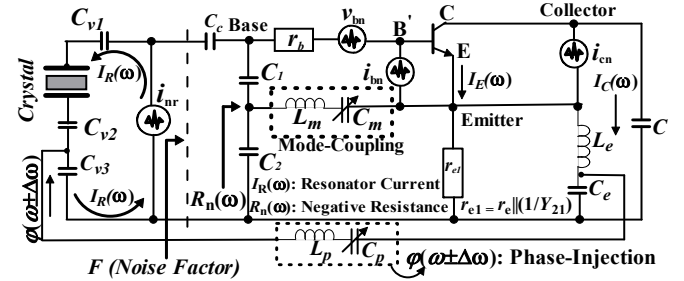 C_v1
C_c Base
r_b
v_bn
B'
C
Collector
Crystal
I_R(ω)
i_nr
C_1
i_bn
E
I_E(ω)
i_cn
I_C(ω)
C_v2
L_m
C_m
Emitter
L_e
C
Mode-Coupling
C_v3
C_2
r_e1
C_e
φ(ω±Δω)
I_R(ω)
R_n(ω)
I_R(ω): Resonator Current
R_n(ω): Negative Resistance
r_e1 = r_e||(1/Y_21)
F (Noise Factor)
L_p
C_p
φ(ω±Δω): Phase-Injection